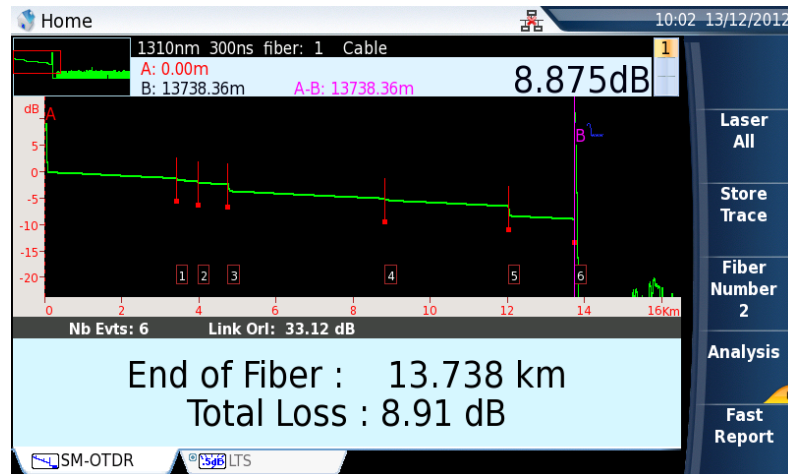 Home
10:02 13/12/2012
1310nm 300ns fiber: 1 Cable
1
A: 0.00m
B: 13738.36m A-B: 13738.36m
8.875dB
dB
A
B
5
0
-5
-10
-15
-20
1 2 3 4 5 6
0 2 4 6 8 10 12 14 16Km
Nb Evts: 6 Link Orl: 33.12 dB
End of Fiber : 13.738 km
Total Loss : 8.91 dB
SM-OTDR
LTS
Laser
All
Store
Trace
Fiber
Number
2
Analysis
Fast
Report